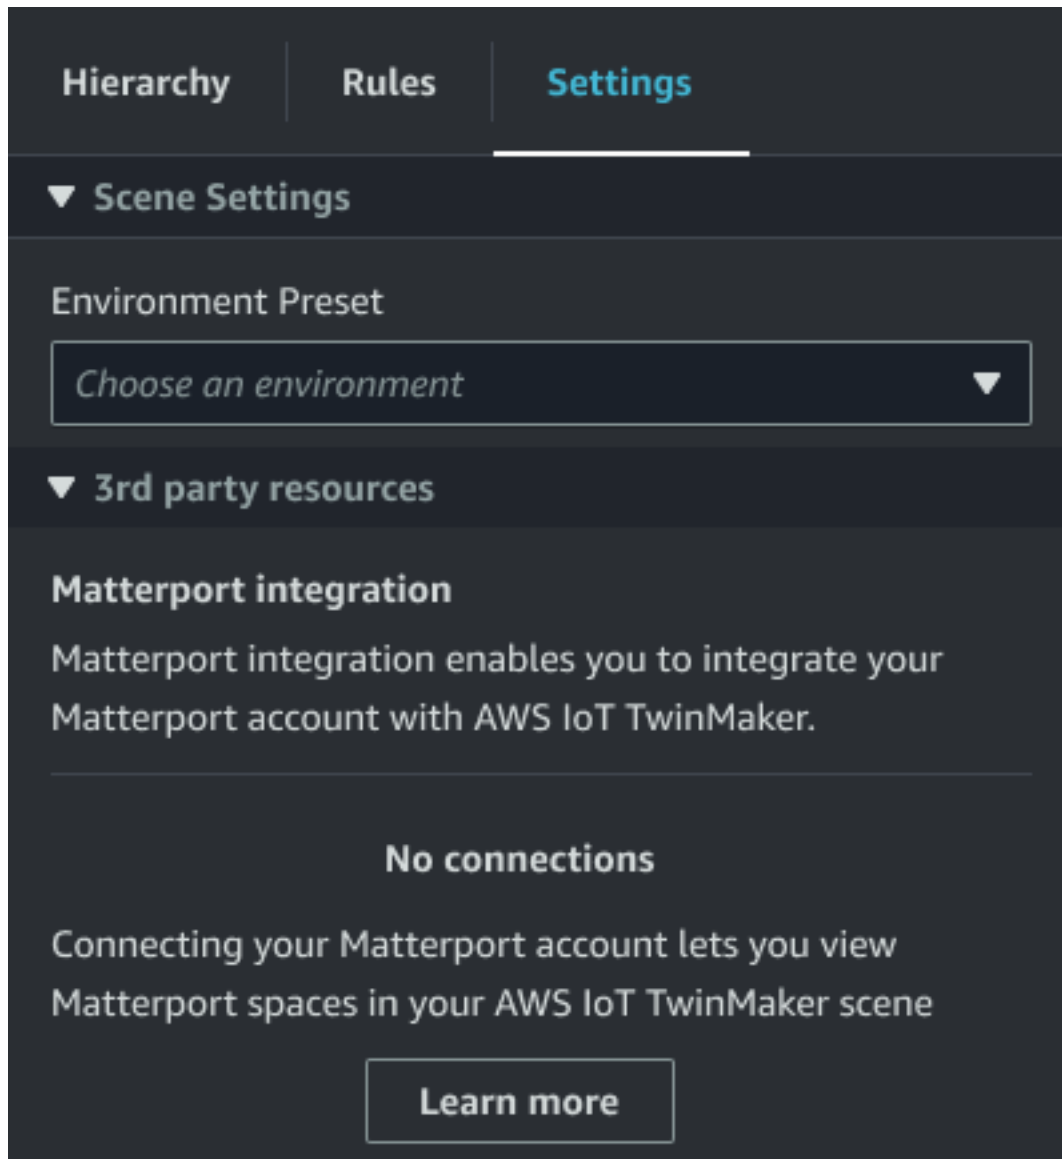 Hierarchy Rules Settings
Scene Settings
Environment Preset
Choose an environment
3rd party resources
Matterport integration
Matterport integration enables you to integrate your
Matterport account with AWS IoT TwinMaker.
No connections
Connecting your Matterport account lets you view
Matterport spaces in your AWS IoT TwinMaker scene
Learn more